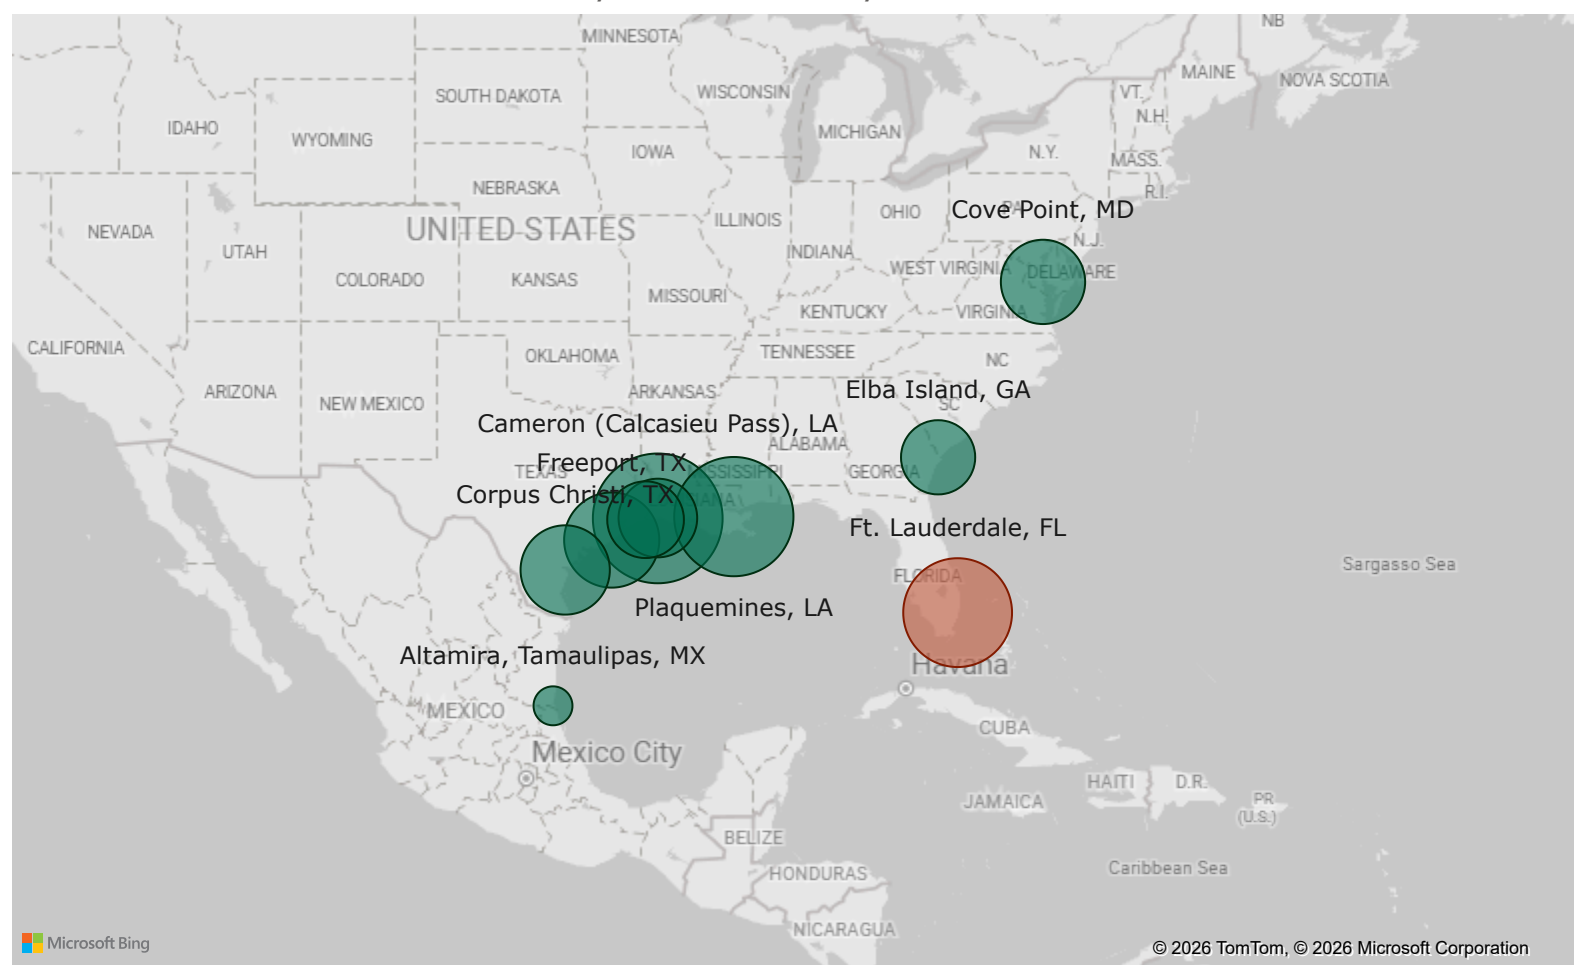 NB
MINNESOTA
MAINE
NOVA SCOTIA
SOUTH DAKOTA
WISCONSIN
VT.
N.H.
IDAHO
WYOMING
MICHIGAN
IOWA
N.Y.
MASS.
NEBRASKA
R.I.
Cove Point, MD
PA
OHIO
ILLINOIS
UNITED STATES
NEVADA
N.J.
UTAH
INDIANA
WEST VIRGINIA
DELAWARE
COLORADO
KANSAS
MISSOURI
KENTUCKY
VIRGINIA
CALIFORNIA
OKLAHOMA
TENNESSEE
NC
ARIZONA
NEW MEXICO
ARKANSAS
Elba Island, GA
SC
Cameron (Calcasieu Pass), LA
ALABAMA
Freeport, TX
TEXAS
MISSISSIPPI
GEORGIA
Corpus Christi, TX
Ft. Lauderdale, FL
Sargasso Sea
FLORIDA
Plaquemines, LA
Altamira, Tamaulipas, MX
Havana
MEXICO
CUBA
Mexico City
HAITI
D.R.
JAMAICA
PR
(U.S.)
BELIZE
HONDURAS
Caribbean Sea
NICARAGUA
Microsoft Bing
© 2026 TomTom, © 2026 Microsoft Corporation